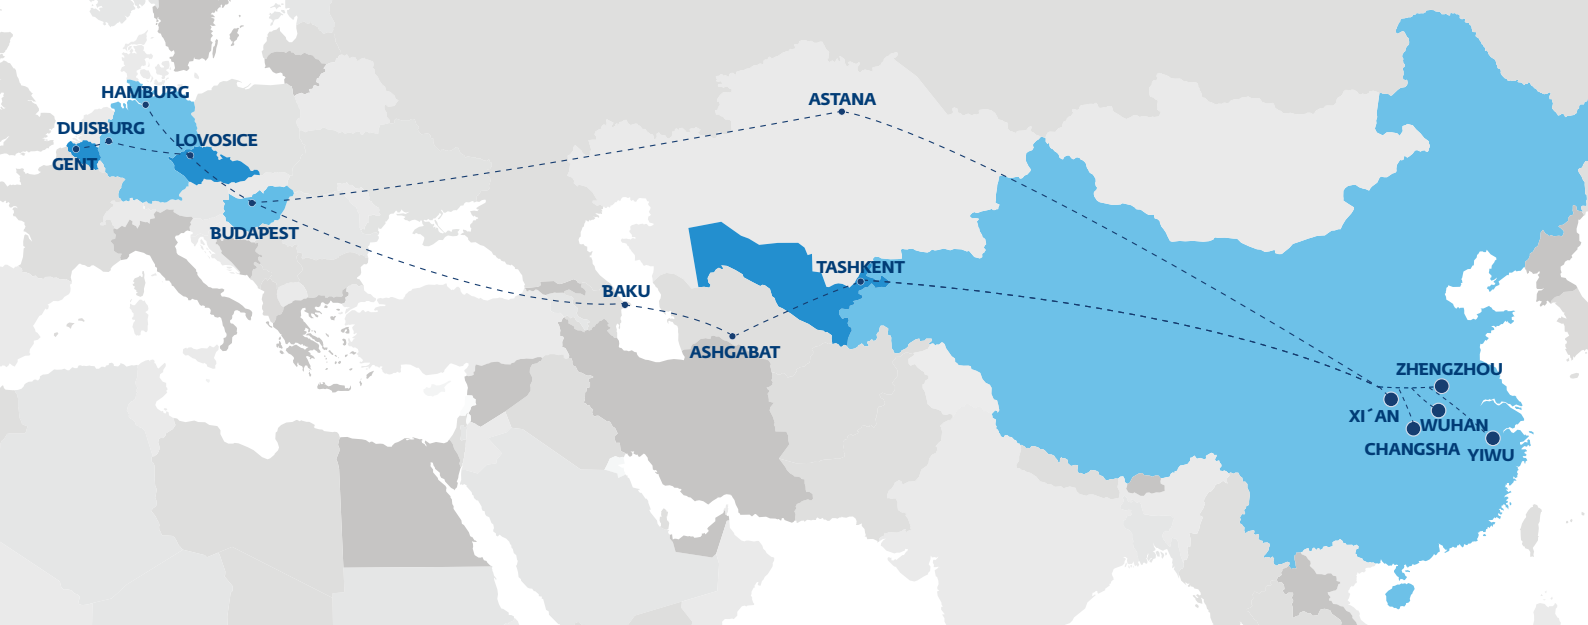 HAMBURG
ASTANA
DUISBURG
LOVOSICE
GENT
BUDAPEST
TASHKENT
BAKU
ASHGABAT
ZHENGZHOU
XI´AN
WUHAN
CHANGSHA
YIWU